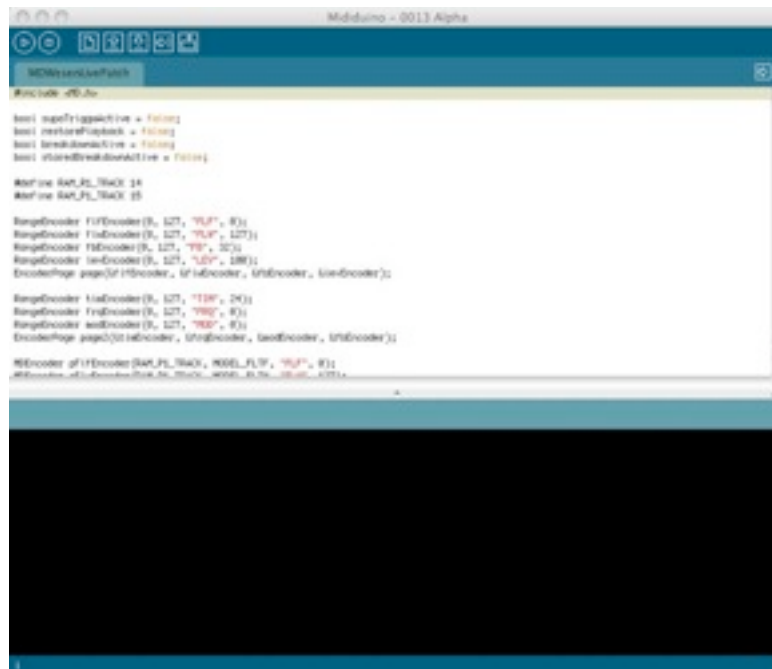 Mididuino – 0013 Alpha
MDWesenLivePatch
#include <MD.h>
bool supaTriggaActive = false;
bool restorePlayback = false;
bool breakdownActive = false;
bool storedBreakdownActive = false;
#define RAM_R1_TRACK 14
#define RAM_P1_TRACK 15
RangeEncoder flfEncoder(0, 127, "FLF", 0);
RangeEncoder flwEncoder(0, 127, "FLW", 127);
RangeEncoder fbEncoder(0, 127, "FB", 32);
RangeEncoder levEncoder(0, 127, "LEV", 100);
EncoderPage page(&flfEncoder, &flwEncoder, &fbEncoder, &levEncoder);
RangeEncoder timEncoder(0, 127, "TIM", 24);
RangeEncoder frqEncoder(0, 127, "FRQ", 0);
RangeEncoder modEncoder(0, 127, "MOD", 0);
EncoderPage page2(&timEncoder, &frqEncoder, &modEncoder, &fbEncoder);
MDEncoder pflfEncoder(RAM_P1_TRACK, MODEL_FLTF, "FLF", 0);